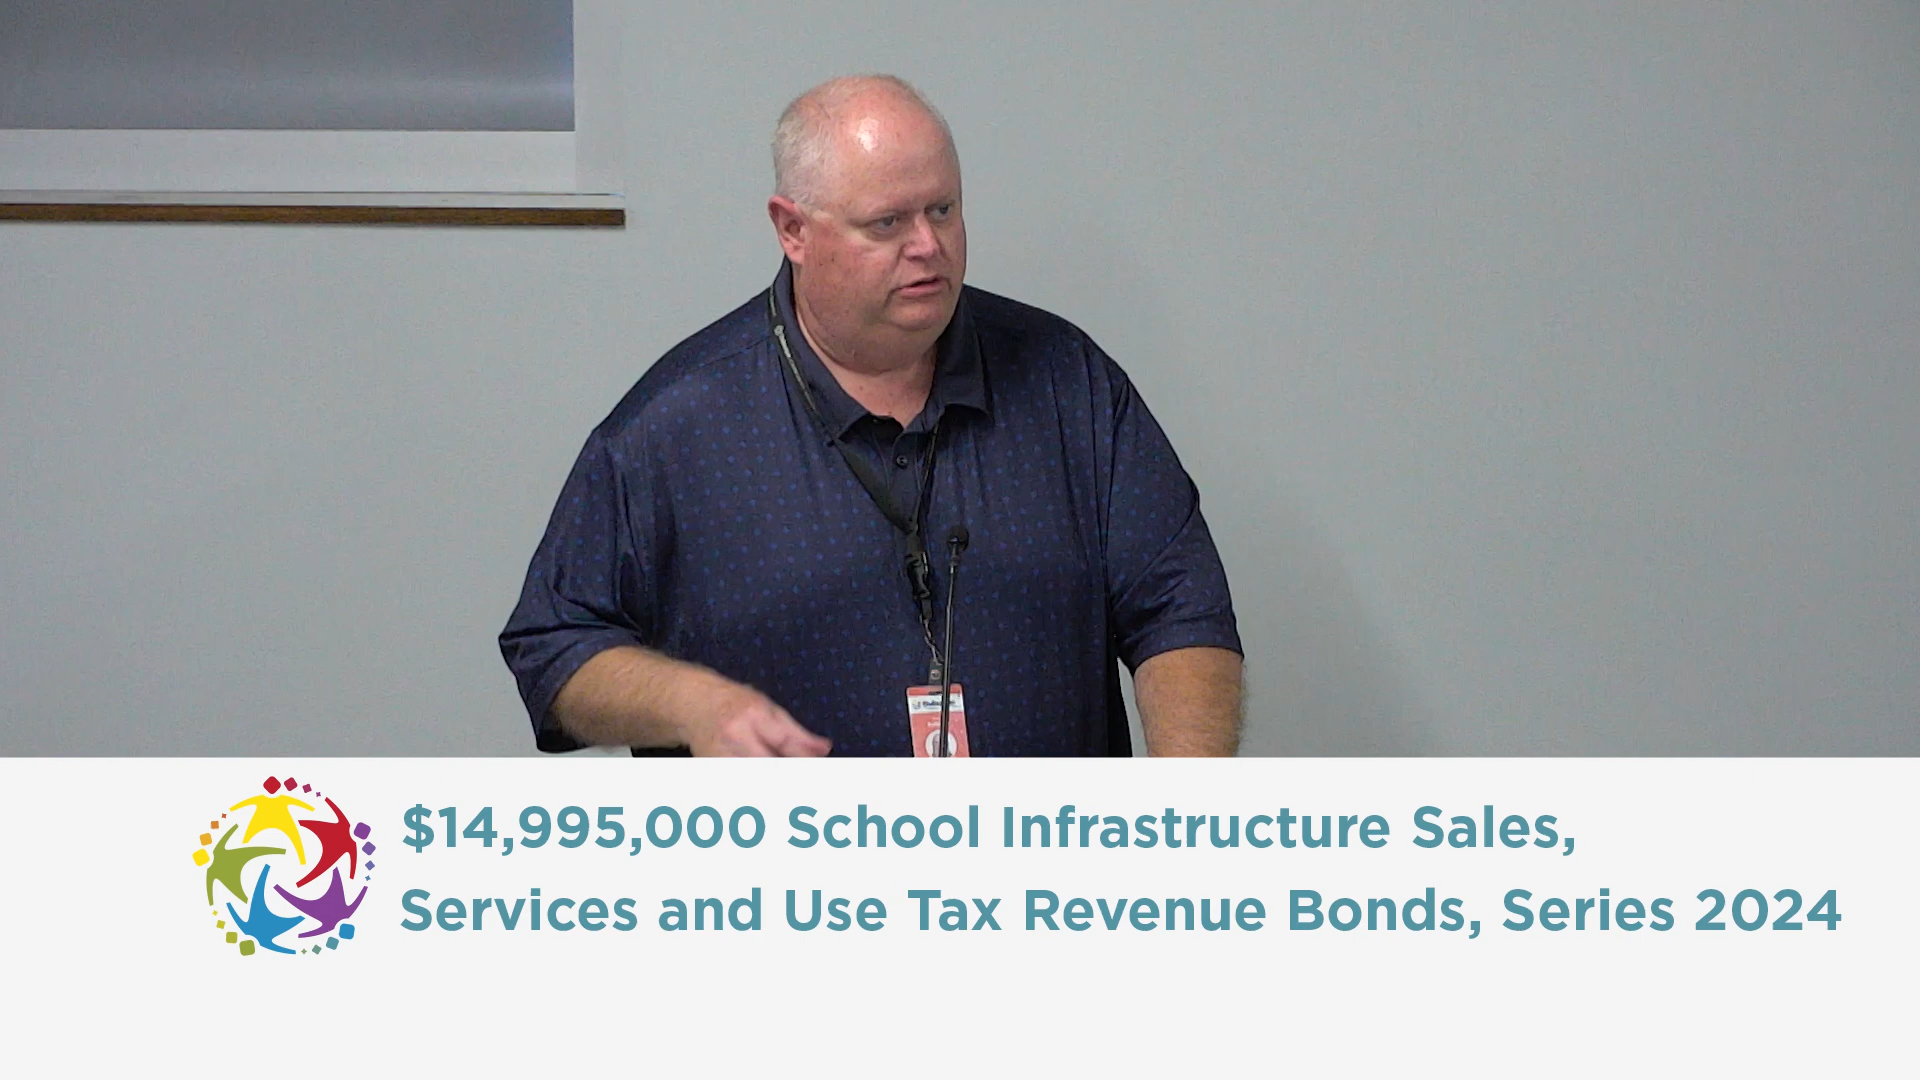 $14,995,000 School Infrastructure Sales,
Services and Use Tax Revenue Bonds, Series 2024